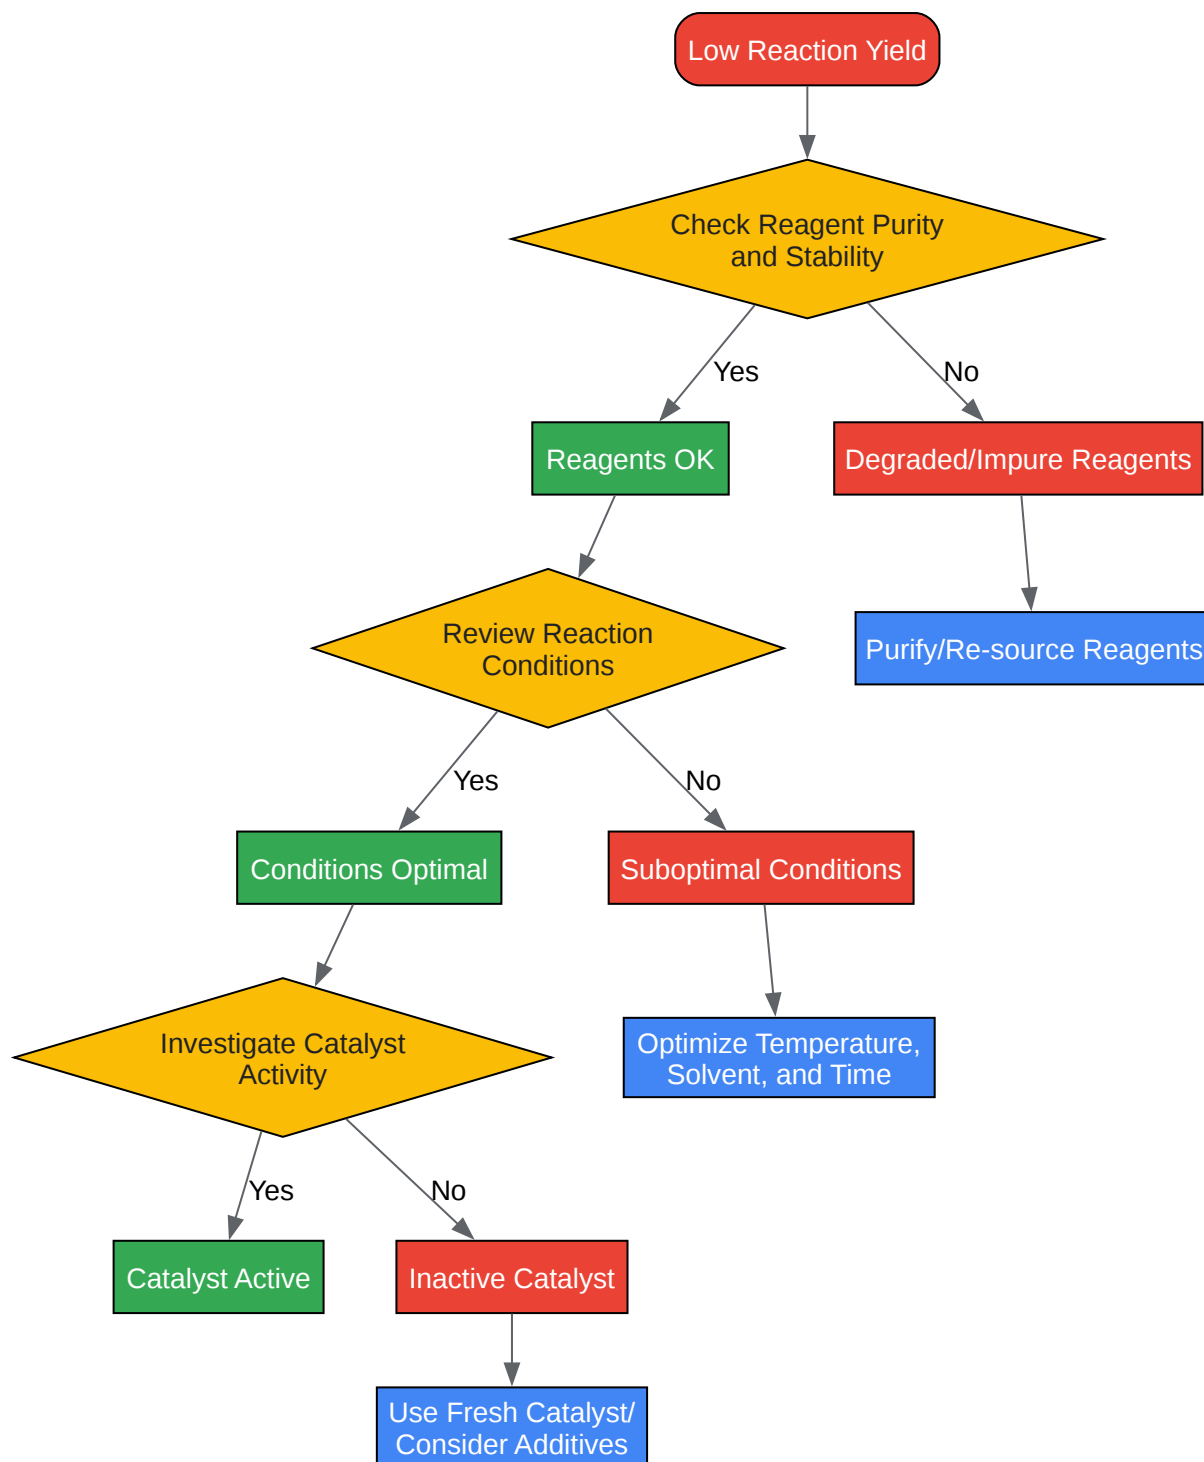 Low Reaction Yield
Check Reagent Purity
and Stability
Yes
No
Reagents OK
Degraded/Impure Reagents
Review Reaction
Conditions
Purify/Re-source Reagents
Yes
No
Conditions Optimal
Suboptimal Conditions
Investigate Catalyst
Activity
Optimize Temperature,
Solvent, and Time
Yes
No
Catalyst Active
Inactive Catalyst
Use Fresh Catalyst/
Consider Additives